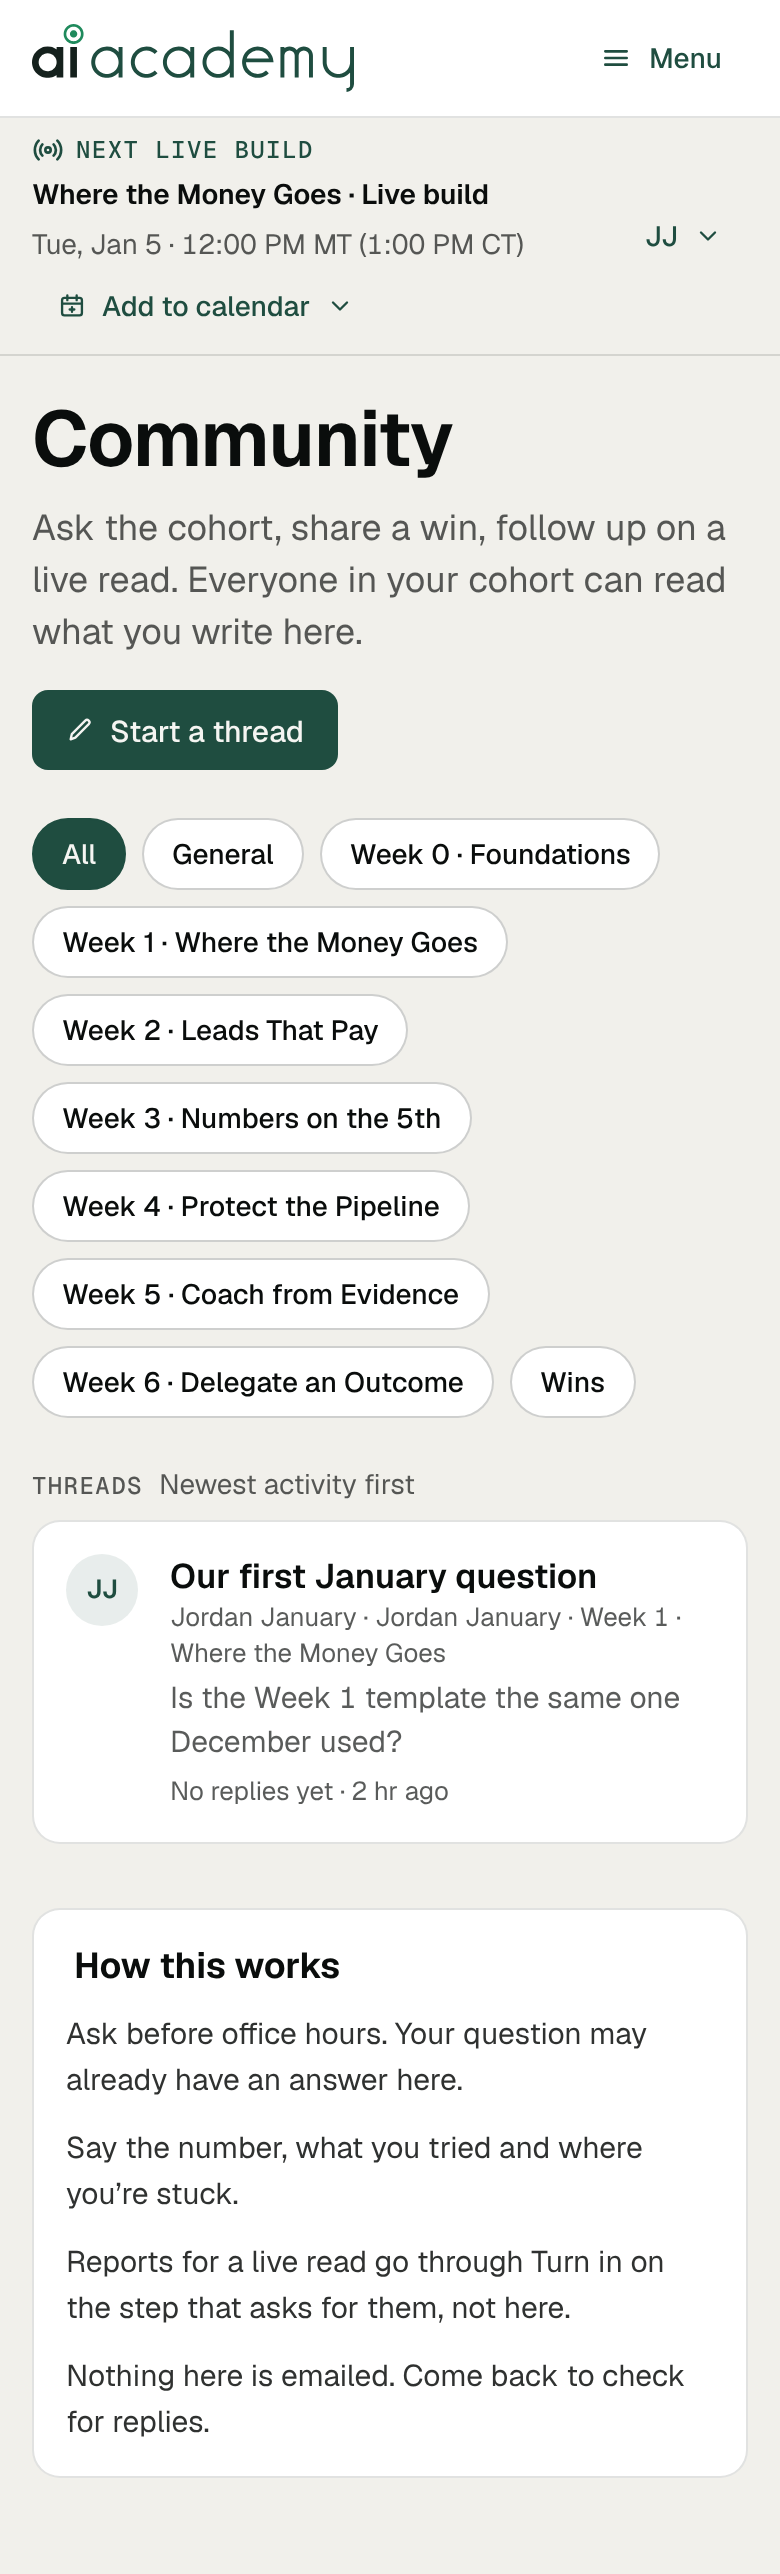 ai academy
Menu
NEXT LIVE BUILD
Where the Money Goes · Live build
Tue, Jan 5 · 12:00 PM MT (1:00 PM CT)
JJ
Add to calendar
Community
Ask the cohort, share a win, follow up on a
live read. Everyone in your cohort can read
what you write here.
Start a thread
All
General
Week 0 · Foundations
Week 1 · Where the Money Goes
Week 2 · Leads That Pay
Week 3 · Numbers on the 5th
Week 4 · Protect the Pipeline
Week 5 · Coach from Evidence
Week 6 · Delegate an Outcome
Wins
THREADS Newest activity first
JJ
Our first January question
Jordan January · Jordan January · Week 1 ·
Where the Money Goes
Is the Week 1 template the same one
December used?
No replies yet · 2 hr ago
How this works
Ask before office hours. Your question may
already have an answer here.
Say the number, what you tried and where
you’re stuck.
Reports for a live read go through Turn in on
the step that asks for them, not here.
Nothing here is emailed. Come back to check
for replies.